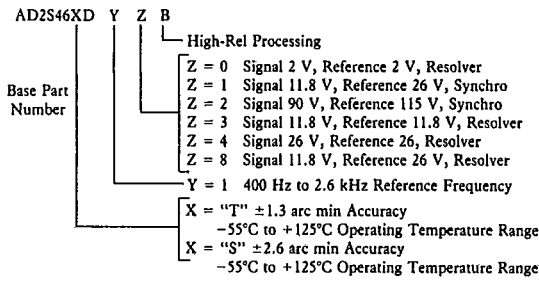 AD2S46XD Y Z B
High-Rel Processing
Z = 0 Signal 2 V, Reference 2 V, Resolver
Z = 1 Signal 11.8 V, Reference 26 V, Synchro
Z = 2 Signal 90 V, Reference 115 V, Synchro
Z = 3 Signal 11.8 V, Reference 11.8 V, Resolver
Z = 4 Signal 26 V, Reference 26, Resolver
Z = 8 Signal 11.8 V, Reference 26 V, Resolver
Base Part
Number
Y = 1 400 Hz to 2.6 kHz Reference Frequency
X = "T" ±1.3 arc min Accuracy
−55°C to +125°C Operating Temperature Range
X = "S" ±2.6 arc min Accuracy
−55°C to +125°C Operating Temperature Range